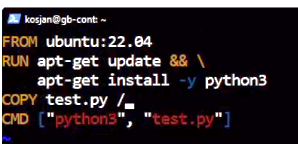 kosjan@gb-cont: ~
FROM ubuntu:22.04
RUN apt-get update && \
    apt-get install -y python3
COPY test.py /_
CMD ["python3", "test.py"]
~